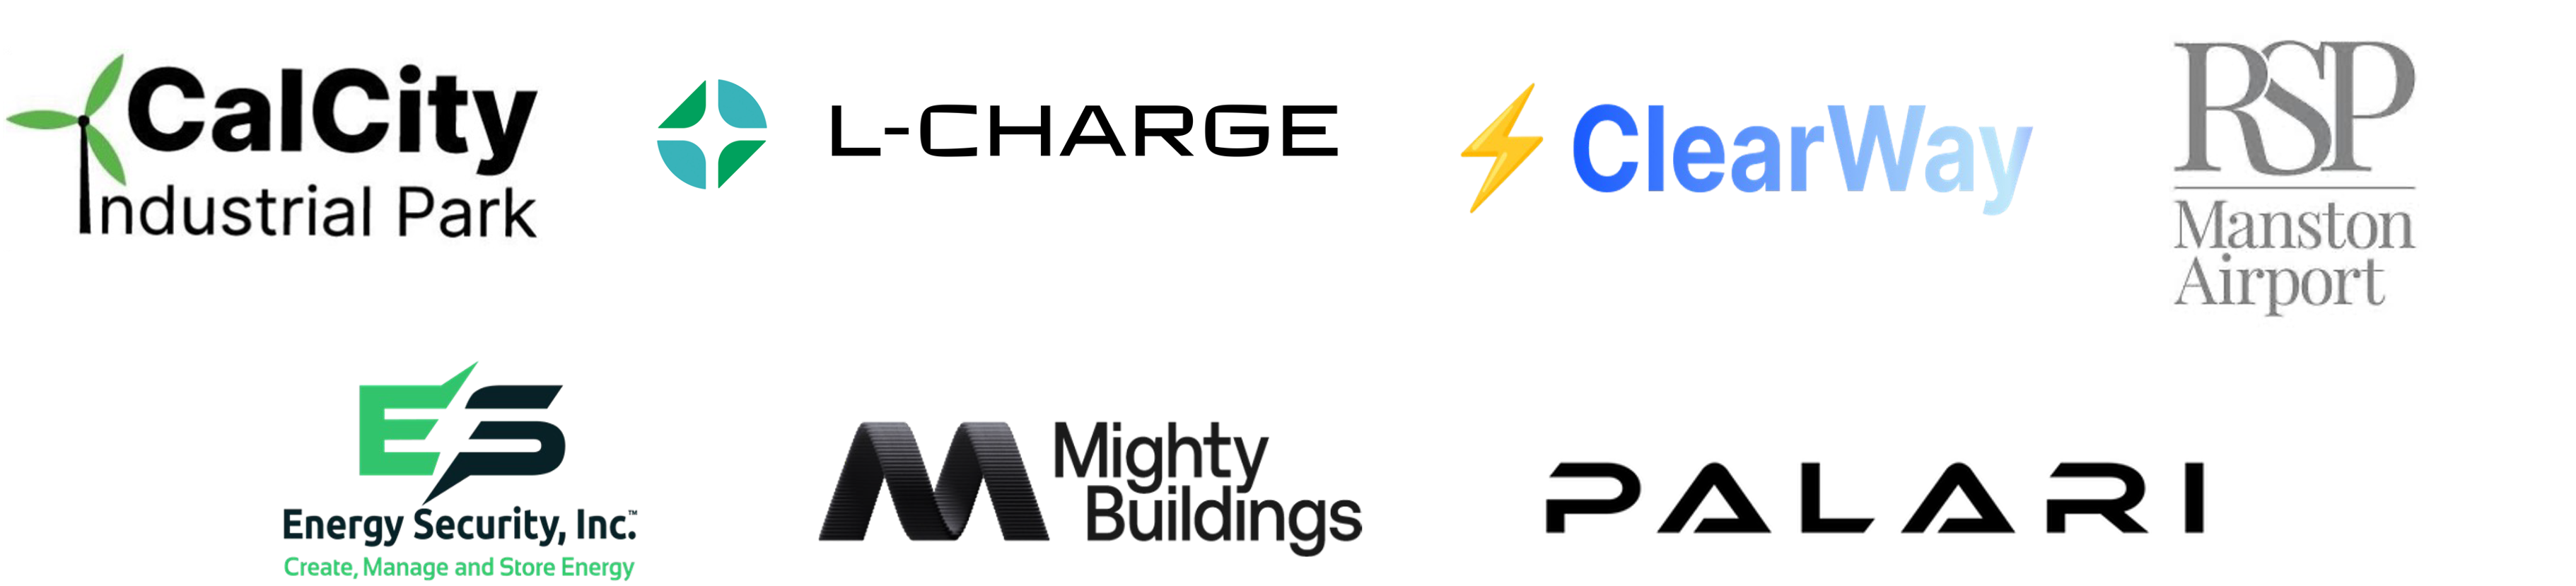 CalCity
Industrial Park
L-CHARGE
ClearWay
RSP
Manston
Airport
ES
Energy Security, Inc.™
Create, Manage and Store Energy
Mighty
Buildings
PALARI